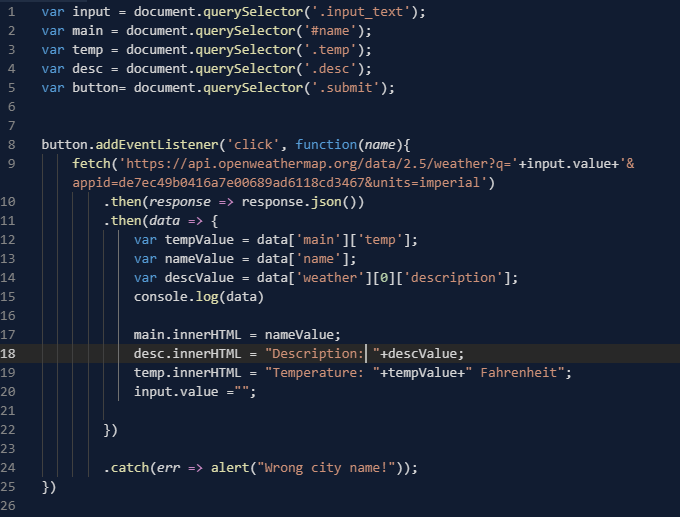 1 var input = document.querySelector('.input_text');
2 var main = document.querySelector('#name');
3 var temp = document.querySelector('.temp');
4 var desc = document.querySelector('.desc');
5 var button= document.querySelector('.submit');
6
7
8 button.addEventListener('click', function(name){
9 fetch('https://api.openweathermap.org/data/2.5/weather?q='+input.value+'&
appid=de7ec49b0416a7e00689ad6118cd3467&units=imperial')
10 .then(response => response.json())
11 .then(data => {
12 var tempValue = data['main']['temp'];
13 var nameValue = data['name'];
14 var descValue = data['weather'][0]['description'];
15 console.log(data)
16
17 main.innerHTML = nameValue;
18 desc.innerHTML = "Description: "+descValue;
19 temp.innerHTML = "Temperature: "+tempValue+" Fahrenheit";
20 input.value ="";
21
22 })
23
24 .catch(err => alert("Wrong city name!"));
25 })
26